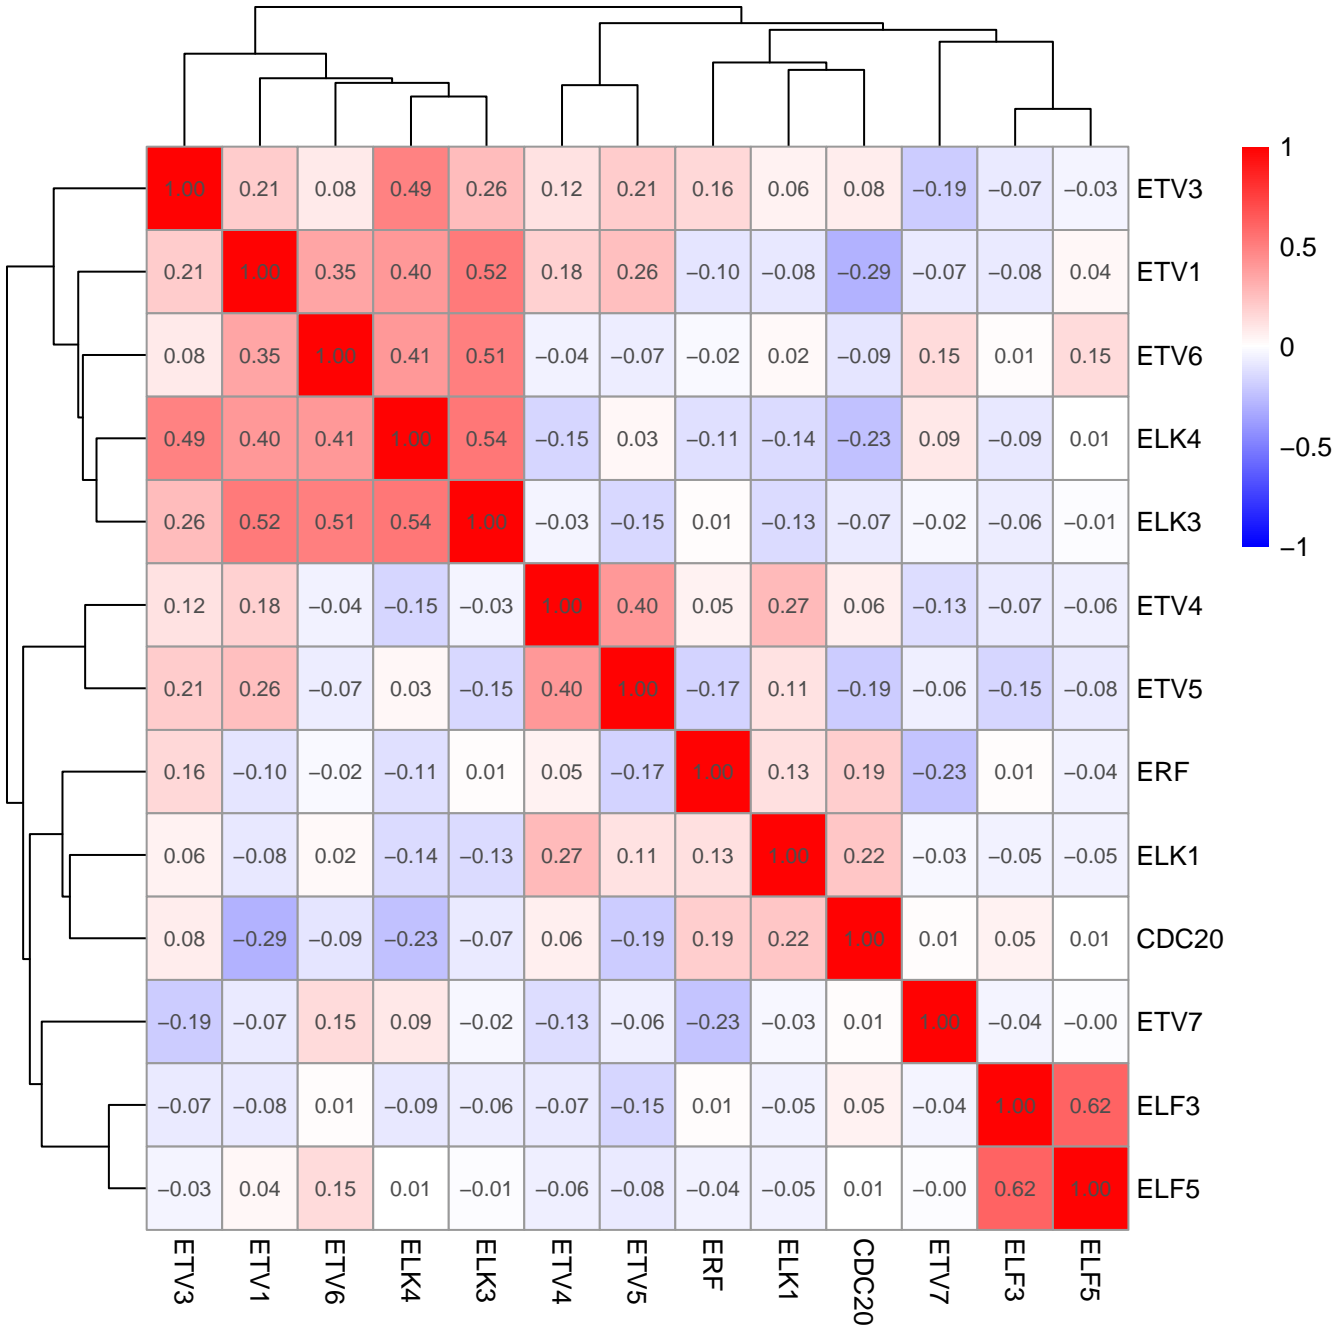 1.00 0.21 0.08 0.49 0.26 0.12 0.21 0.16 0.06 0.08 −0.19 −0.07 −0.03 ETV3
0.21 1.00 0.35 0.40 0.52 0.18 0.26 −0.10 −0.08 −0.29 −0.07 −0.08 0.04 ETV1
0.08 0.35 1.00 0.41 0.51 −0.04 −0.07 −0.02 0.02 −0.09 0.15 0.01 0.15 ETV6
0.49 0.40 0.41 1.00 0.54 −0.15 0.03 −0.11 −0.14 −0.23 0.09 −0.09 0.01 ELK4
0.26 0.52 0.51 0.54 1.00 −0.03 −0.15 0.01 −0.13 −0.07 −0.02 −0.06 −0.01 ELK3
0.12 0.18 −0.04 −0.15 −0.03 1.00 0.40 0.05 0.27 0.06 −0.13 −0.07 −0.06 ETV4
0.21 0.26 −0.07 0.03 −0.15 0.40 1.00 −0.17 0.11 −0.19 −0.06 −0.15 −0.08 ETV5
0.16 −0.10 −0.02 −0.11 0.01 0.05 −0.17 1.00 0.13 0.19 −0.23 0.01 −0.04 ERF
0.06 −0.08 0.02 −0.14 −0.13 0.27 0.11 0.13 1.00 0.22 −0.03 −0.05 −0.05 ELK1
0.08 −0.29 −0.09 −0.23 −0.07 0.06 −0.19 0.19 0.22 1.00 0.01 0.05 0.01 CDC20
−0.19 −0.07 0.15 0.09 −0.02 −0.13 −0.06 −0.23 −0.03 0.01 1.00 −0.04 −0.00 ETV7
−0.07 −0.08 0.01 −0.09 −0.06 −0.07 −0.15 0.01 −0.05 0.05 −0.04 1.00 0.62 ELF3
−0.03 0.04 0.15 0.01 −0.01 −0.06 −0.08 −0.04 −0.05 0.01 −0.00 0.62 1.00 ELF5
ETV3 ETV1 ETV6 ELK4 ELK3 ETV4 ETV5 ERF ELK1 CDC20 ETV7 ELF3 ELF5
1
0.5
0
−0.5
−1